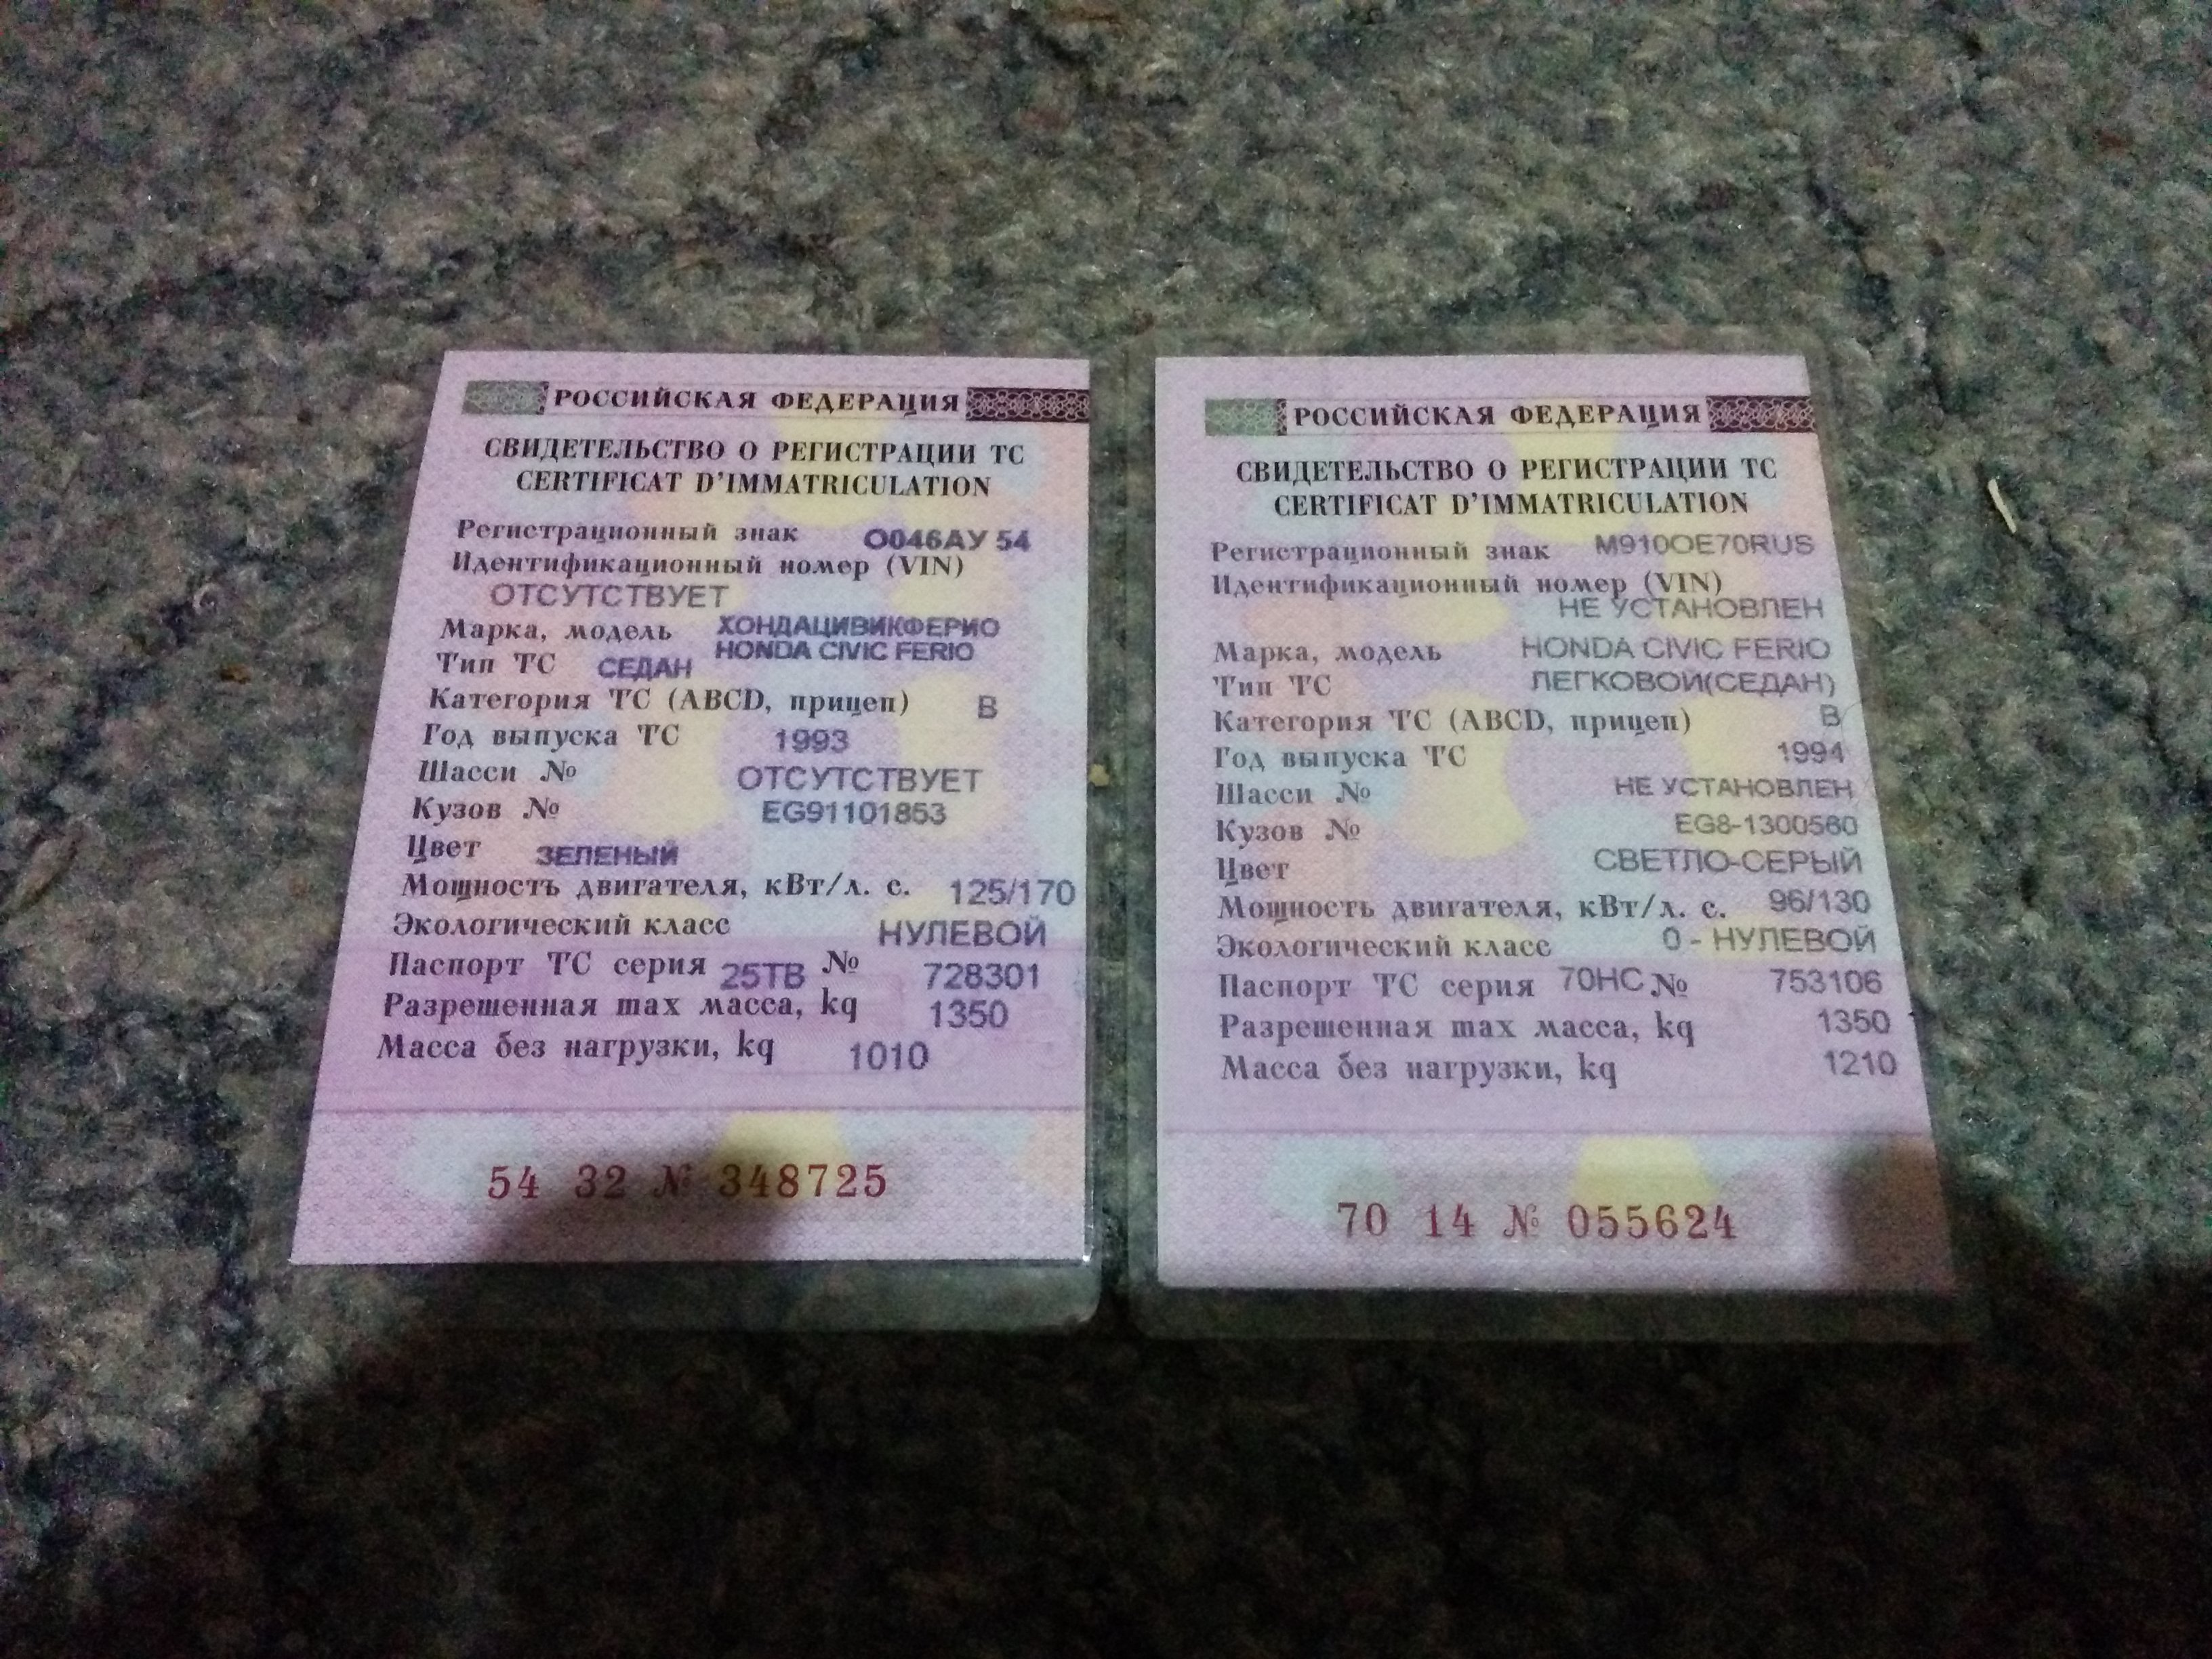 РОССИЙСКАЯ ФЕДЕРАЦИЯ
СВИДЕТЕЛЬСТВО О РЕГИСТРАЦИИ ТС
CERTIFICAT D'IMMATRICULATION
Регистрационный знак О046АУ 54
Идентификационный номер (VIN)
ОТСУТСТВУЕТ
Марка, модель ХОНДАЦИВИКФЕРИО
HONDA CIVIC FERIO
Тип ТС СЕДАН
Категория ТС (ABCD, прицеп) B
Год выпуска ТС 1993
Шасси № ОТСУТСТВУЕТ
Кузов № EG91101853
Цвет ЗЕЛЕНЫЙ
Мощность двигателя, кВт/л. с. 125/170
Экологический класс НУЛЕВОЙ
Паспорт ТС серия 25ТВ № 728301
Разрешенная max масса, kq 1350
Масса без нагрузки, kq 1010
54 32 № 348725
РОССИЙСКАЯ ФЕДЕРАЦИЯ
СВИДЕТЕЛЬСТВО О РЕГИСТРАЦИИ ТС
CERTIFICAT D'IMMATRICULATION
Регистрационный знак М910ОЕ70RUS
Идентификационный номер (VIN)
НЕ УСТАНОВЛЕН
Марка, модель HONDA CIVIC FERIO
Тип ТС ЛЕГКОВОЙ(СЕДАН)
Категория ТС (ABCD, прицеп) B
Год выпуска ТС 1994
Шасси № НЕ УСТАНОВЛЕН
Кузов № EG8-1300560
Цвет СВЕТЛО-СЕРЫЙ
Мощность двигателя, кВт/л. с. 96/130
Экологический класс 0 - НУЛЕВОЙ
Паспорт ТС серия 70НС № 753106
Разрешенная max масса, kq 1350
Масса без нагрузки, kq 1210
70 14 № 055624